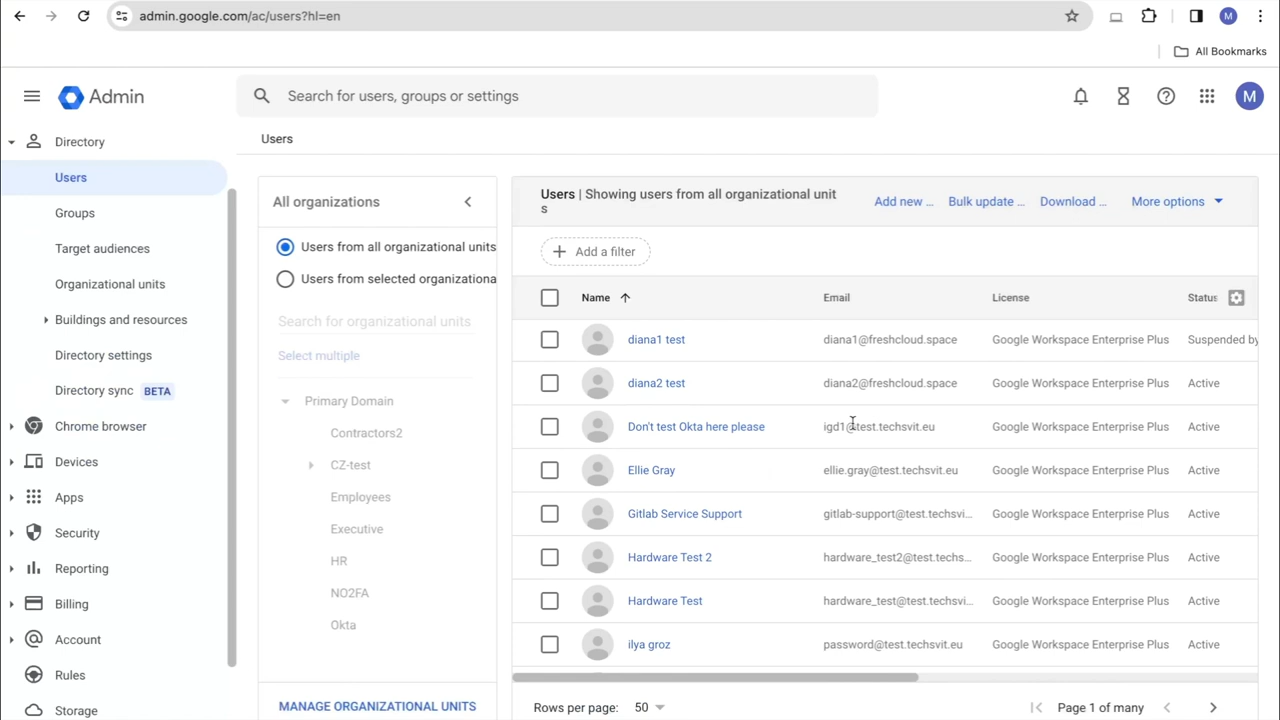 admin.google.com/ac/users?hl=en
M
All Bookmarks
Admin
Search for users, groups or settings
M
Directory
Users
Groups
Target audiences
Organizational units
Buildings and resources
Directory settings
Directory sync BETA
Chrome browser
Devices
Apps
Security
Reporting
Billing
Account
Rules
Storage
Users
All organizations
Users from all organizational units
Users from selected organizationa
Search for organizational units
Select multiple
Primary Domain
Contractors2
CZ-test
Employees
Executive
HR
NO2FA
Okta
MANAGE ORGANIZATIONAL UNITS
Users | Showing users from all organizational unit
s
Add new ... Bulk update ... Download ... More options
Add a filter
Name Email License Status
diana1 test diana1@freshcloud.space Google Workspace Enterprise Plus Suspended by
diana2 test diana2@freshcloud.space Google Workspace Enterprise Plus Active
Don't test Okta here please igd1@test.techsvit.eu Google Workspace Enterprise Plus Active
Ellie Gray ellie.gray@test.techsvit.eu Google Workspace Enterprise Plus Active
Gitlab Service Support gitlab-support@test.techsvi... Google Workspace Enterprise Plus Active
Hardware Test 2 hardware_test2@test.techs... Google Workspace Enterprise Plus Active
Hardware Test hardware_test@test.techsvi... Google Workspace Enterprise Plus Active
ilya groz password@test.techsvit.eu Google Workspace Enterprise Plus Active
Rows per page: 50 Page 1 of many